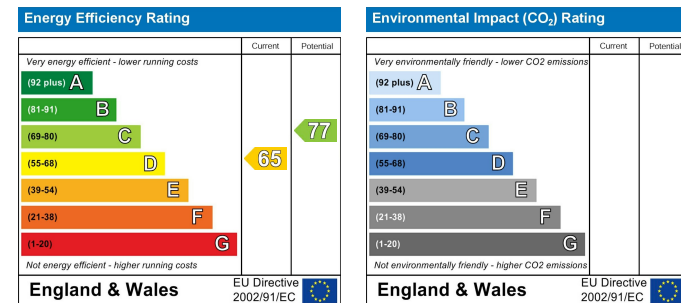 Energy Efficiency Rating
Current Potential
Very energy efficient - lower running costs
(92 plus) A
(81-91) B
(69-80) C
77
(55-68) D
65
(39-54) E
(21-38) F
(1-20) G
Not energy efficient - higher running costs
England & Wales
EU Directive
2002/91/EC
Environmental Impact (CO₂) Rating
Current Potential
Very environmentally friendly - lower CO2 emissions
(92 plus) A
(81-91) B
(69-80) C
(55-68) D
(39-54) E
(21-38) F
(1-20) G
Not environmentally friendly - higher CO2 emissions
England & Wales
EU Directive
2002/91/EC